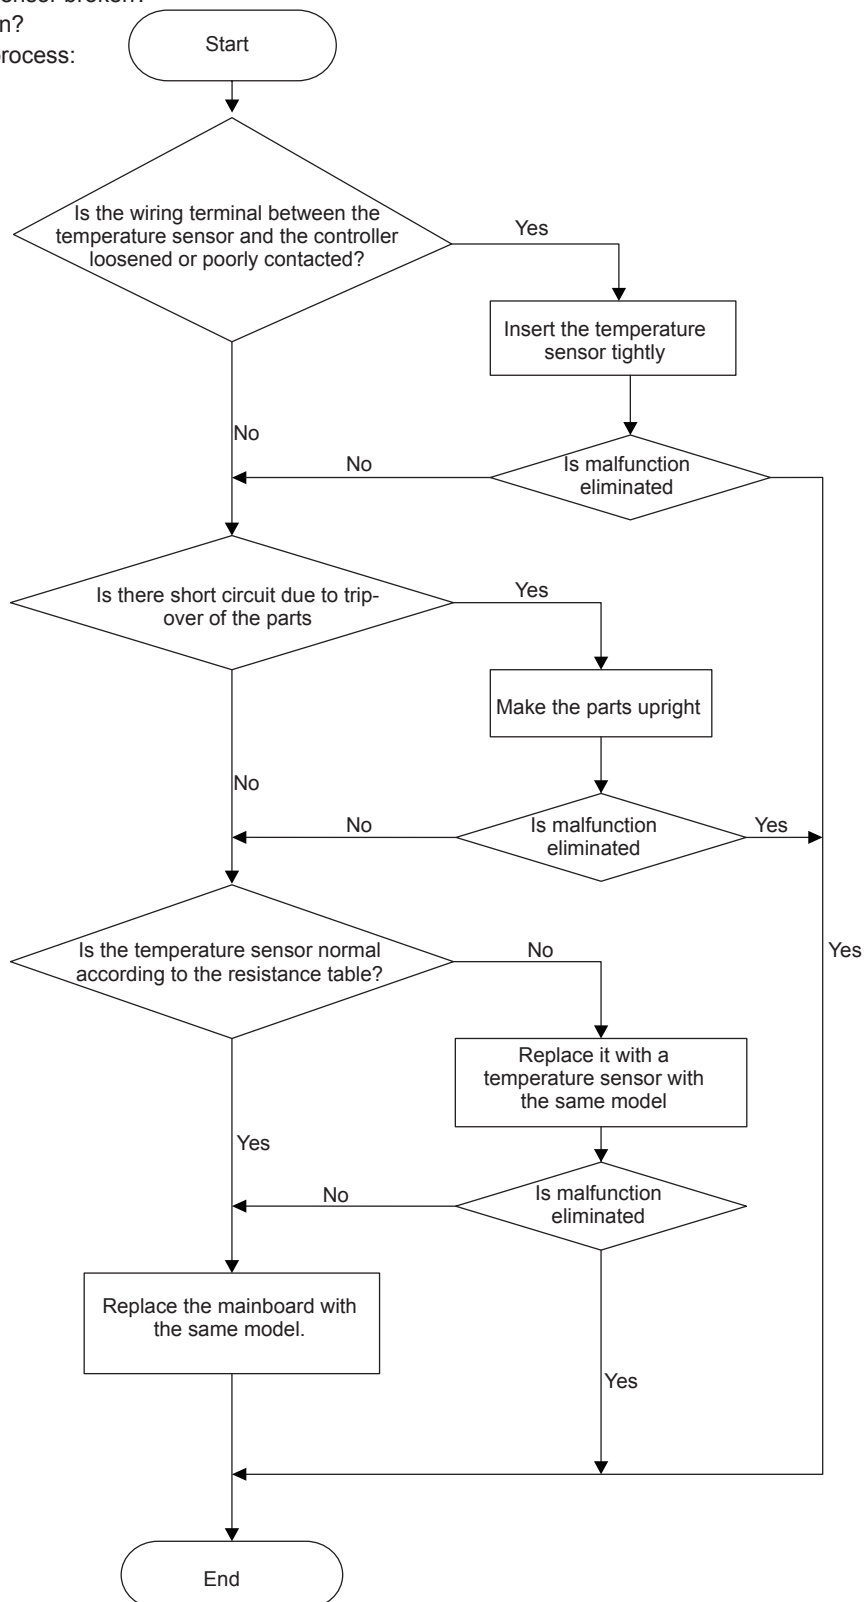 n?
process:
Start
Is the wiring terminal between the
temperature sensor and the controller
loosened or poorly contacted?
Yes
Insert the temperature
sensor tightly
No
Is malfunction
eliminated
No
Is there short circuit due to trip-
over of the parts
Yes
Make the parts upright
No
Is malfunction
eliminated
No
Yes
Yes
Is the temperature sensor normal
according to the resistance table?
No
Replace it with a
temperature sensor with
the same model
Yes
Is malfunction
eliminated
No
Replace the mainboard with
the same model.
Yes
End